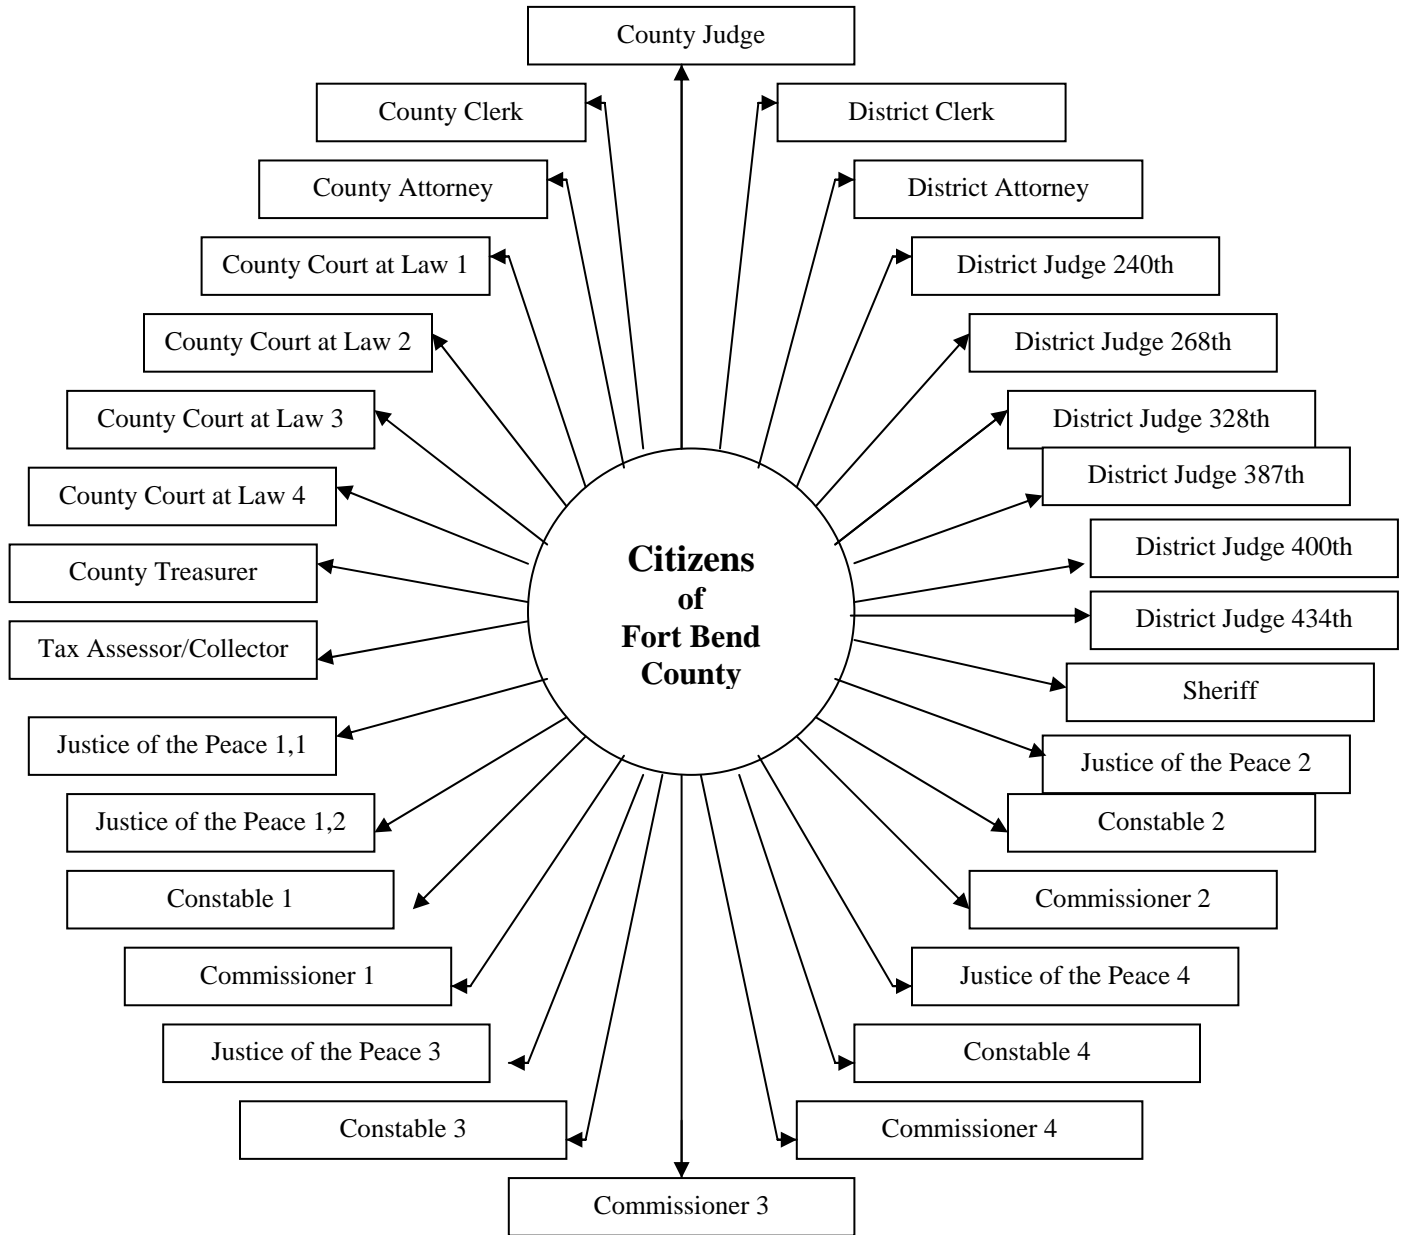 County Judge
County Clerk
District Clerk
County Attorney
District Attorney
County Court at Law 1
District Judge 240th
County Court at Law 2
District Judge 268th
County Court at Law 3
District Judge 328th
District Judge 387th
County Court at Law 4
District Judge 400th
County Treasurer
Citizens
of
Fort Bend
County
District Judge 434th
Tax Assessor/Collector
Sheriff
Justice of the Peace 1,1
Justice of the Peace 2
Justice of the Peace 1,2
Constable 2
Constable 1
Commissioner 2
Commissioner 1
Justice of the Peace 4
Justice of the Peace 3
Constable 4
Constable 3
Commissioner 4
Commissioner 3